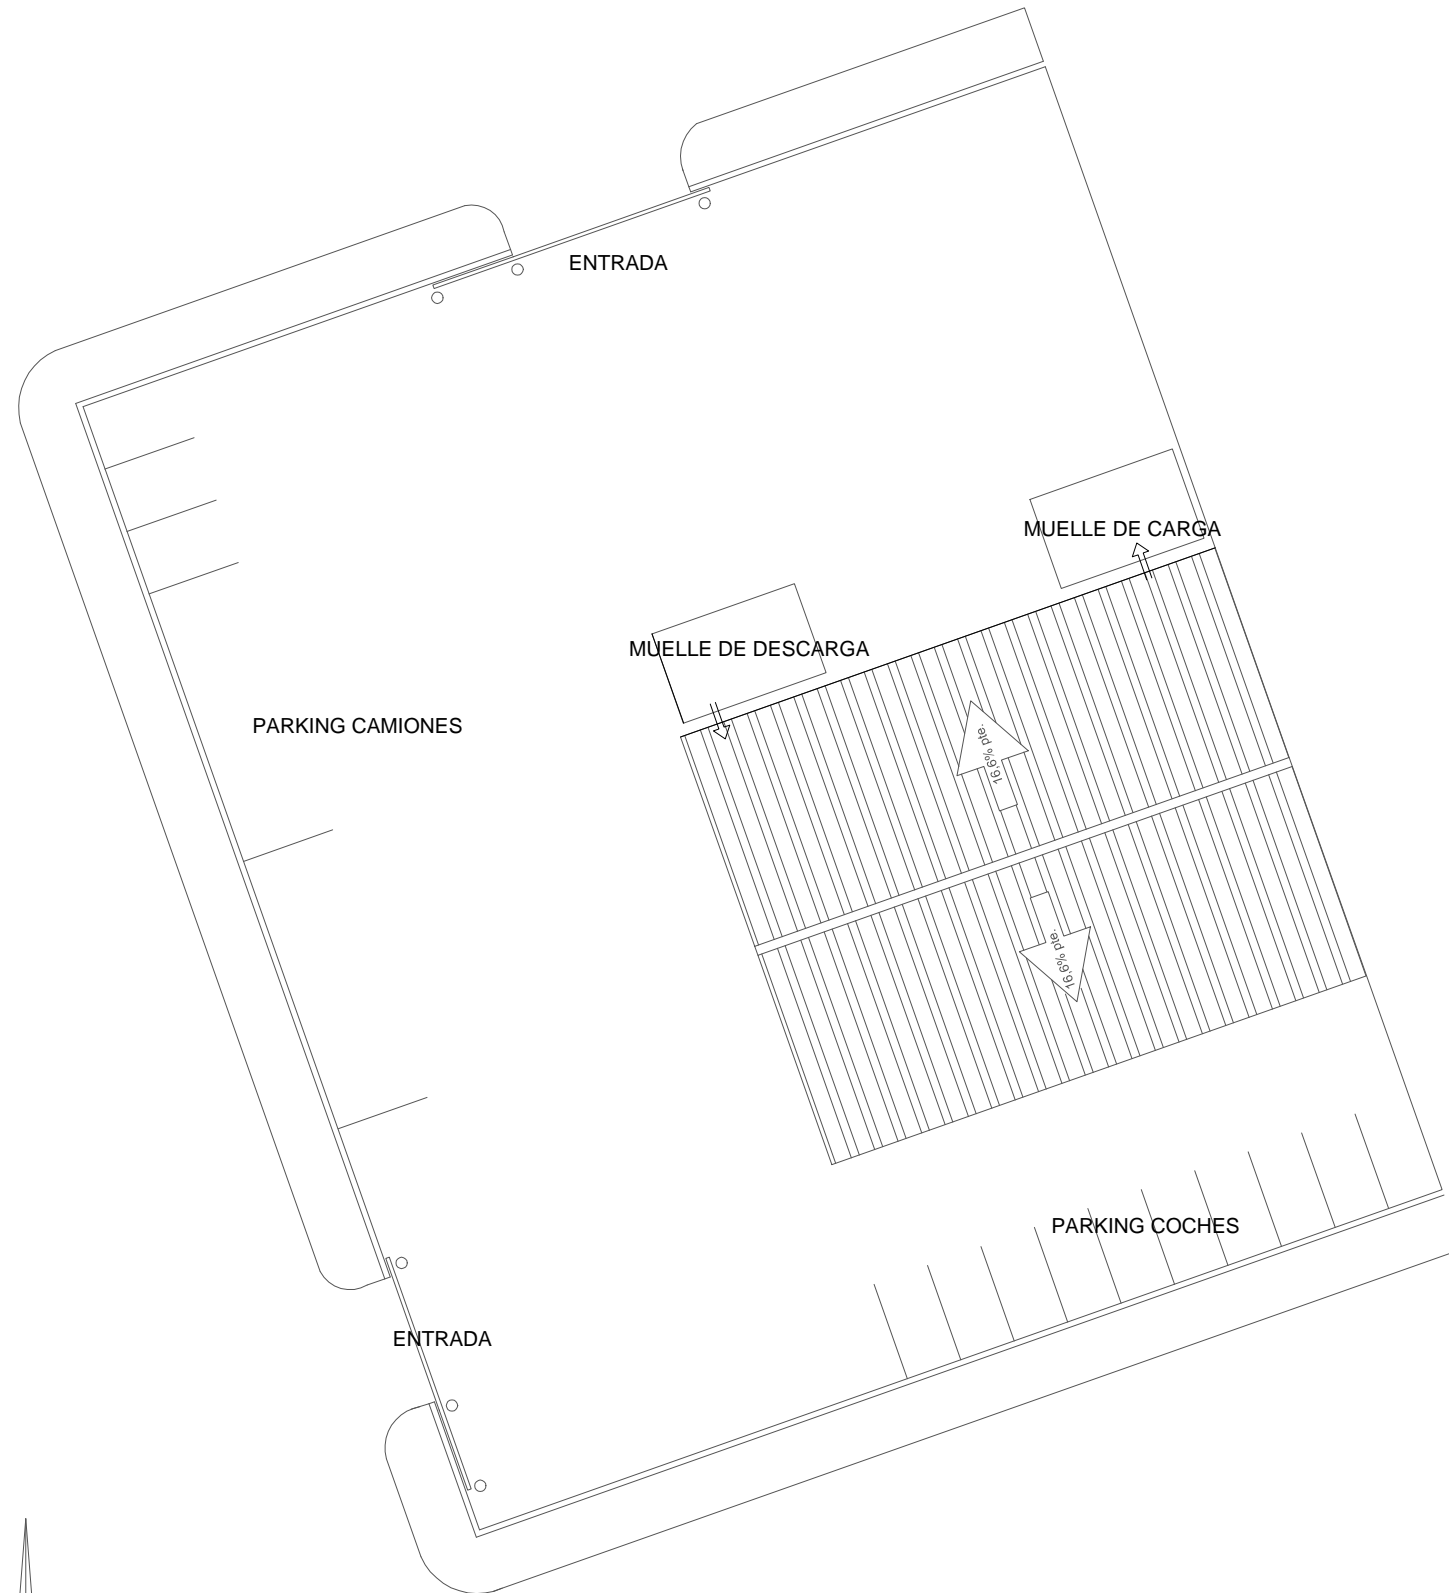 ENTRADA
MUELLE DE CARGA
MUELLE DE DESCARGA
PARKING CAMIONES
16,6% pte.
16,6% pte.
PARKING COCHES
ENTRADA